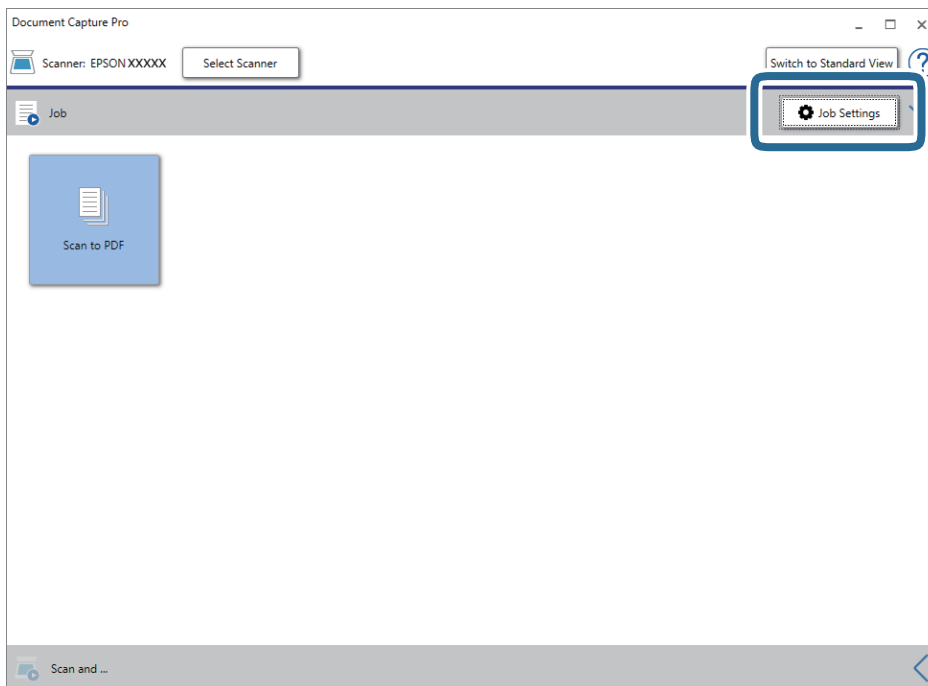 Document Capture Pro
Scanner: EPSON XXXXX
Select Scanner
Switch to Standard View
?
Job
Job Settings
Scan to PDF
Scan and ...